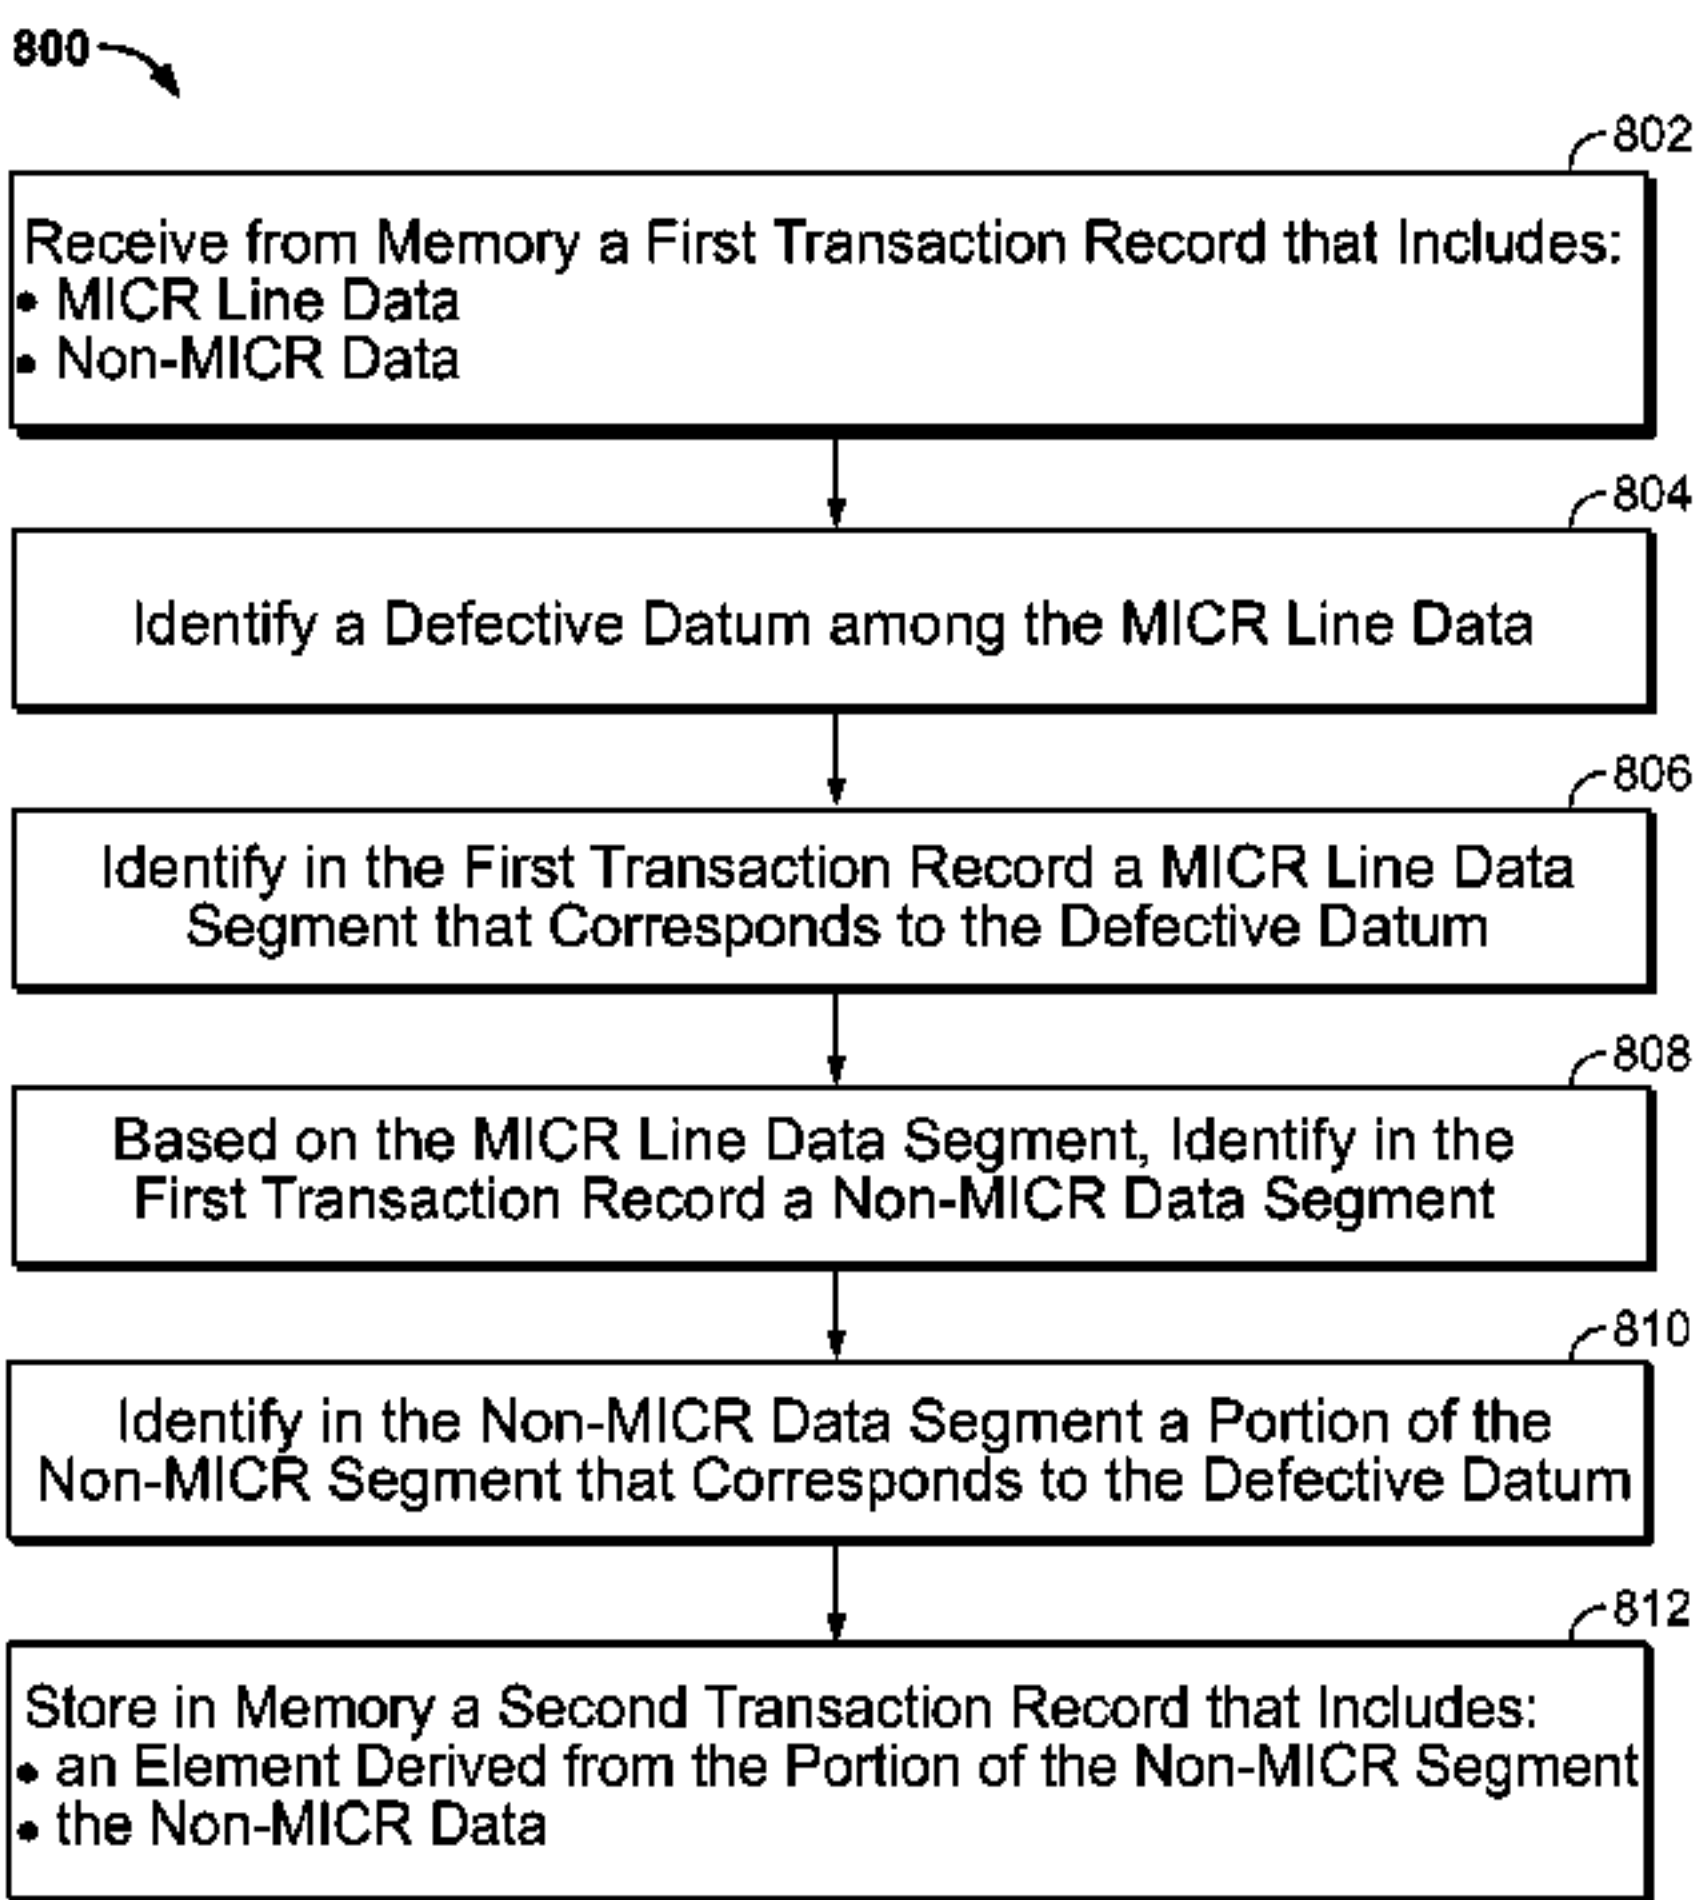 800
802
Receive from Memory a First Transaction Record that Includes:
• MICR Line Data
• Non-MICR Data
804
Identify a Defective Datum among the MICR Line Data
806
Identify in the First Transaction Record a MICR Line Data
Segment that Corresponds to the Defective Datum
808
Based on the MICR Line Data Segment, Identify in the
First Transaction Record a Non-MICR Data Segment
810
Identify in the Non-MICR Data Segment a Portion of the
Non-MICR Segment that Corresponds to the Defective Datum
812
Store in Memory a Second Transaction Record that Includes:
• an Element Derived from the Portion of the Non-MICR Segment
• the Non-MICR Data